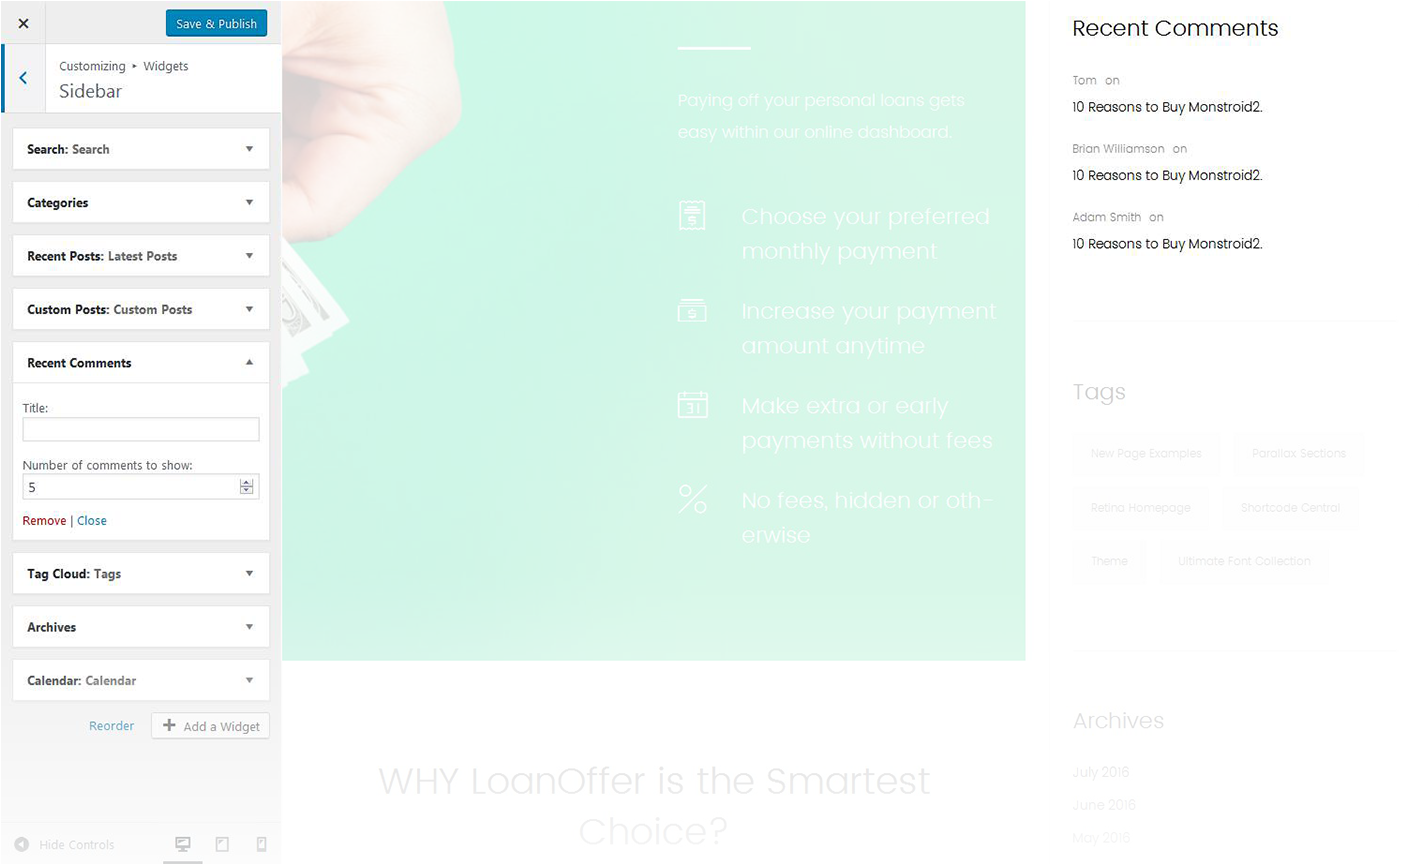 Save & Publish
Customizing ▸ Widgets
Sidebar
Search: Search
Categories
Recent Posts: Latest Posts
Custom Posts: Custom Posts
Recent Comments
Title:
Number of comments to show:
5
Remove | Close
Tag Cloud: Tags
Archives
Calendar: Calendar
Reorder
Add a Widget
Hide Controls
Paying off your personal loans gets
easy within our online dashboard.
Choose your preferred
monthly payment
Increase your payment
amount anytime
31
Make extra or early
payments without fees
No fees, hidden or oth-
erwise
WHY LoanOffer is the Smartest
Choice?
Recent Comments
Tom on
10 Reasons to Buy Monstroid2.
Brian Williamson on
10 Reasons to Buy Monstroid2.
Adam Smith on
10 Reasons to Buy Monstroid2.
Tags
New Page Examples
Parallax Sections
Retina Homepage
Shortcode Central
Theme
Ultimate Font Collection
Archives
July 2016
June 2016
May 2016